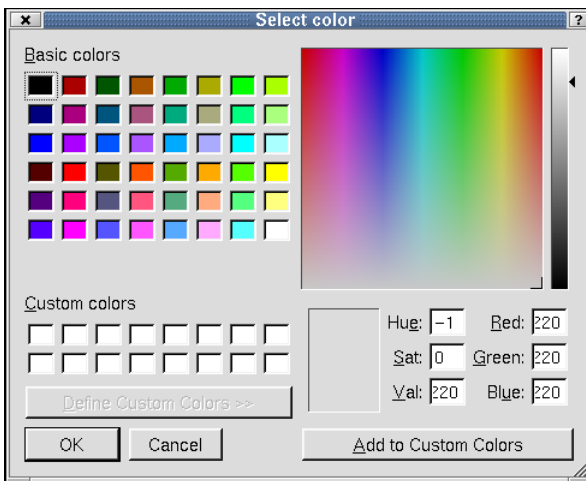 Select color
Basic colors
Custom colors
Define Custom Colors >>
OK Cancel
Hue: -1 Red: 220
Sat: 0 Green: 220
Val: 220 Blue: 220
Add to Custom Colors